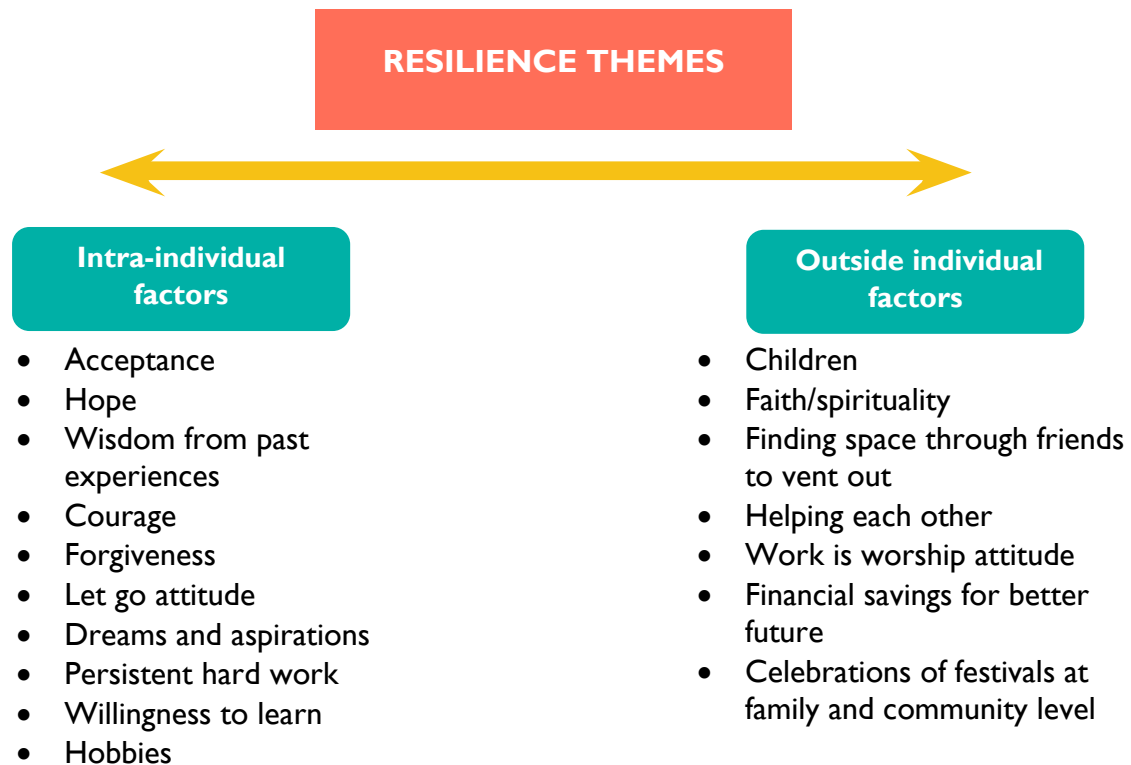 RESILIENCE THEMES
Intra-individual
factors
• Acceptance
• Hope
• Wisdom from past
experiences
• Courage
• Forgiveness
• Let go attitude
• Dreams and aspirations
• Persistent hard work
• Willingness to learn
• Hobbies
Outside individual
factors
• Children
• Faith/spirituality
• Finding space through friends
to vent out
• Helping each other
• Work is worship attitude
• Financial savings for better
future
• Celebrations of festivals at
family and community level